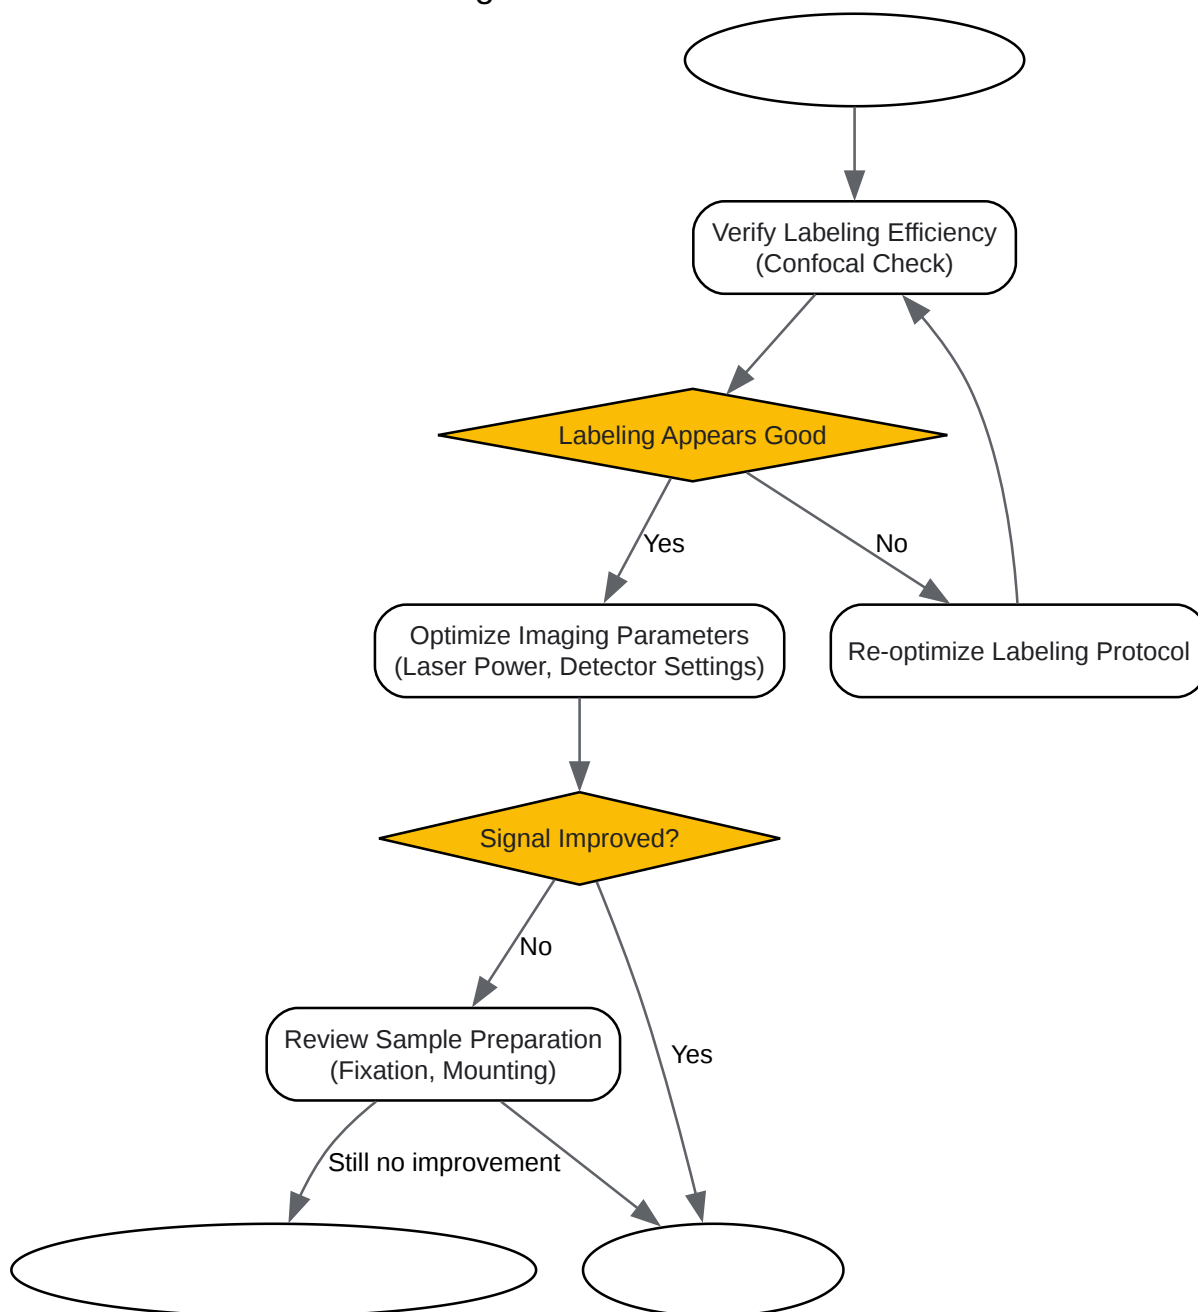 Verify Labeling Efficiency
(Confocal Check)
Labeling Appears Good
Yes
No
Optimize Imaging Parameters
(Laser Power, Detector Settings)
Re-optimize Labeling Protocol
Signal Improved?
No
Review Sample Preparation
(Fixation, Mounting)
Yes
Still no improvement